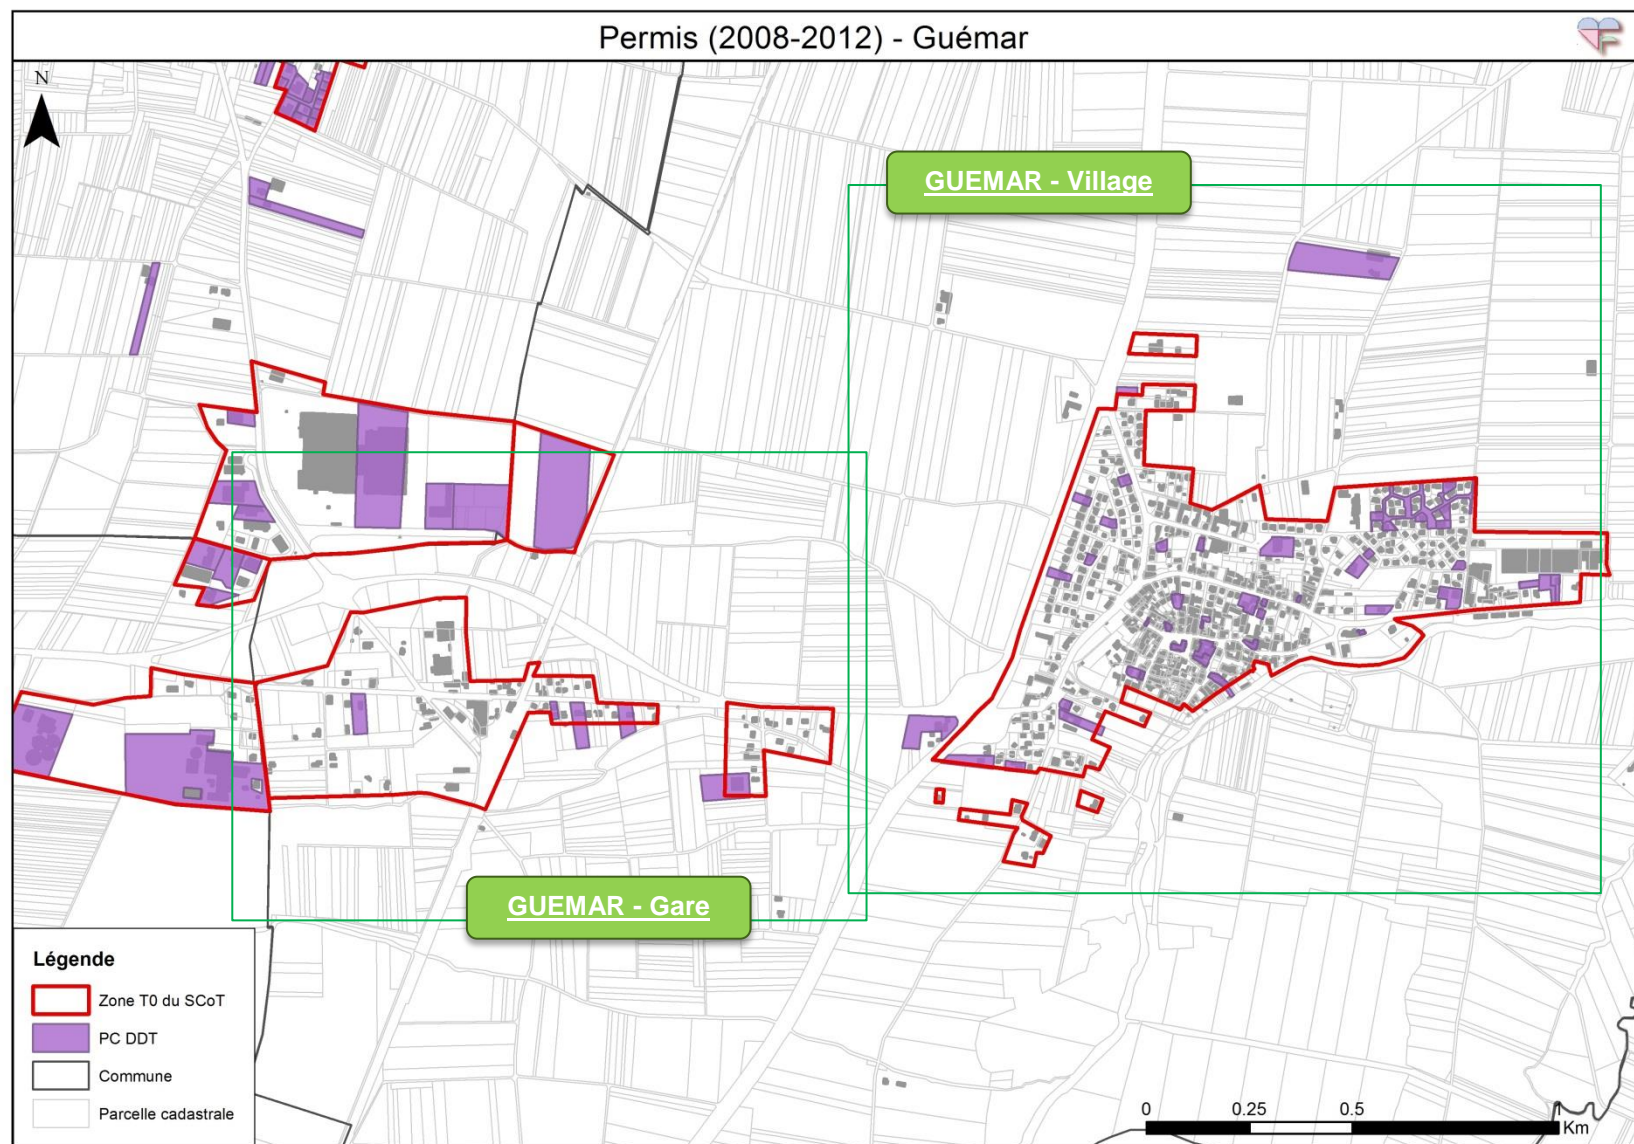 Permis (2008-2012) - Guémar
N
GUEMAR - Village
GUEMAR - Gare
Légende
Zone T0 du SCoT
PC DDT
Commune
Parcelle cadastrale
0 0.25 0.5 1
Km